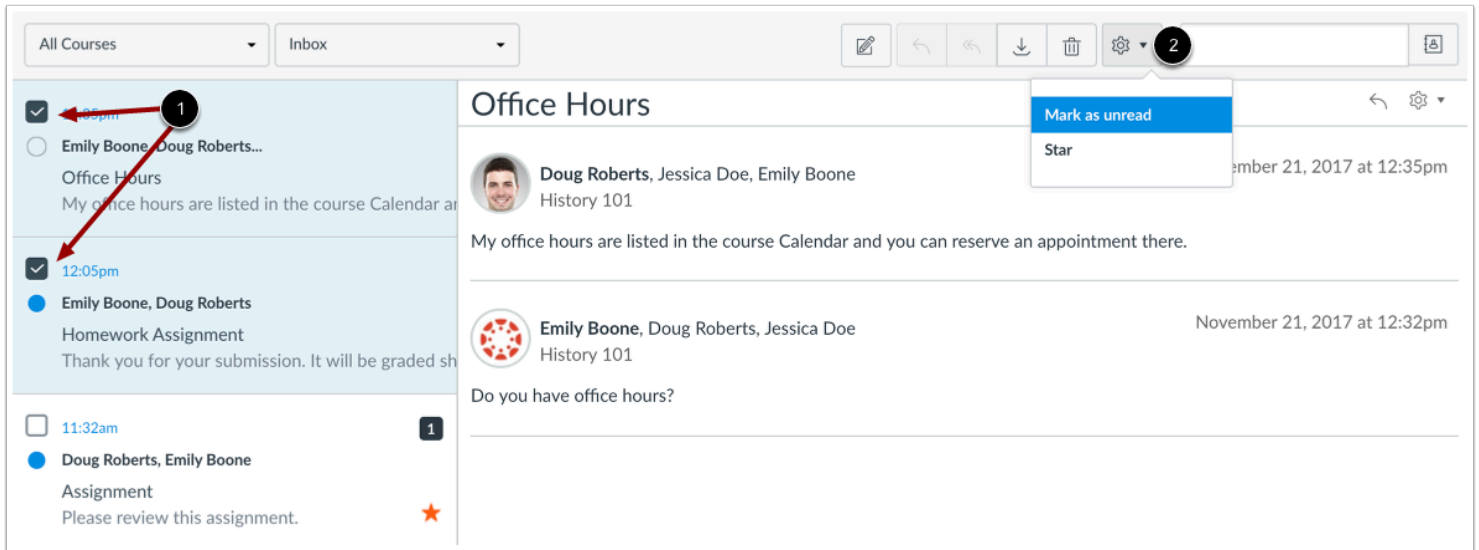 All Courses
Inbox
2
1
Emily Boone, Doug Roberts...
Office Hours
My office hours are listed in the course Calendar
12:05pm
Emily Boone, Doug Roberts
Homework Assignment
Thank you for your submission. It will be graded sh
11:32am
1
Doug Roberts, Emily Boone
Assignment
Please review this assignment.
Office Hours
Mark as unread
Star
Doug Roberts, Jessica Doe, Emily Boone
ember 21, 2017 at 12:35pm
History 101
My office hours are listed in the course Calendar and you can reserve an appointment there.
Emily Boone, Doug Roberts, Jessica Doe
November 21, 2017 at 12:32pm
History 101
Do you have office hours?